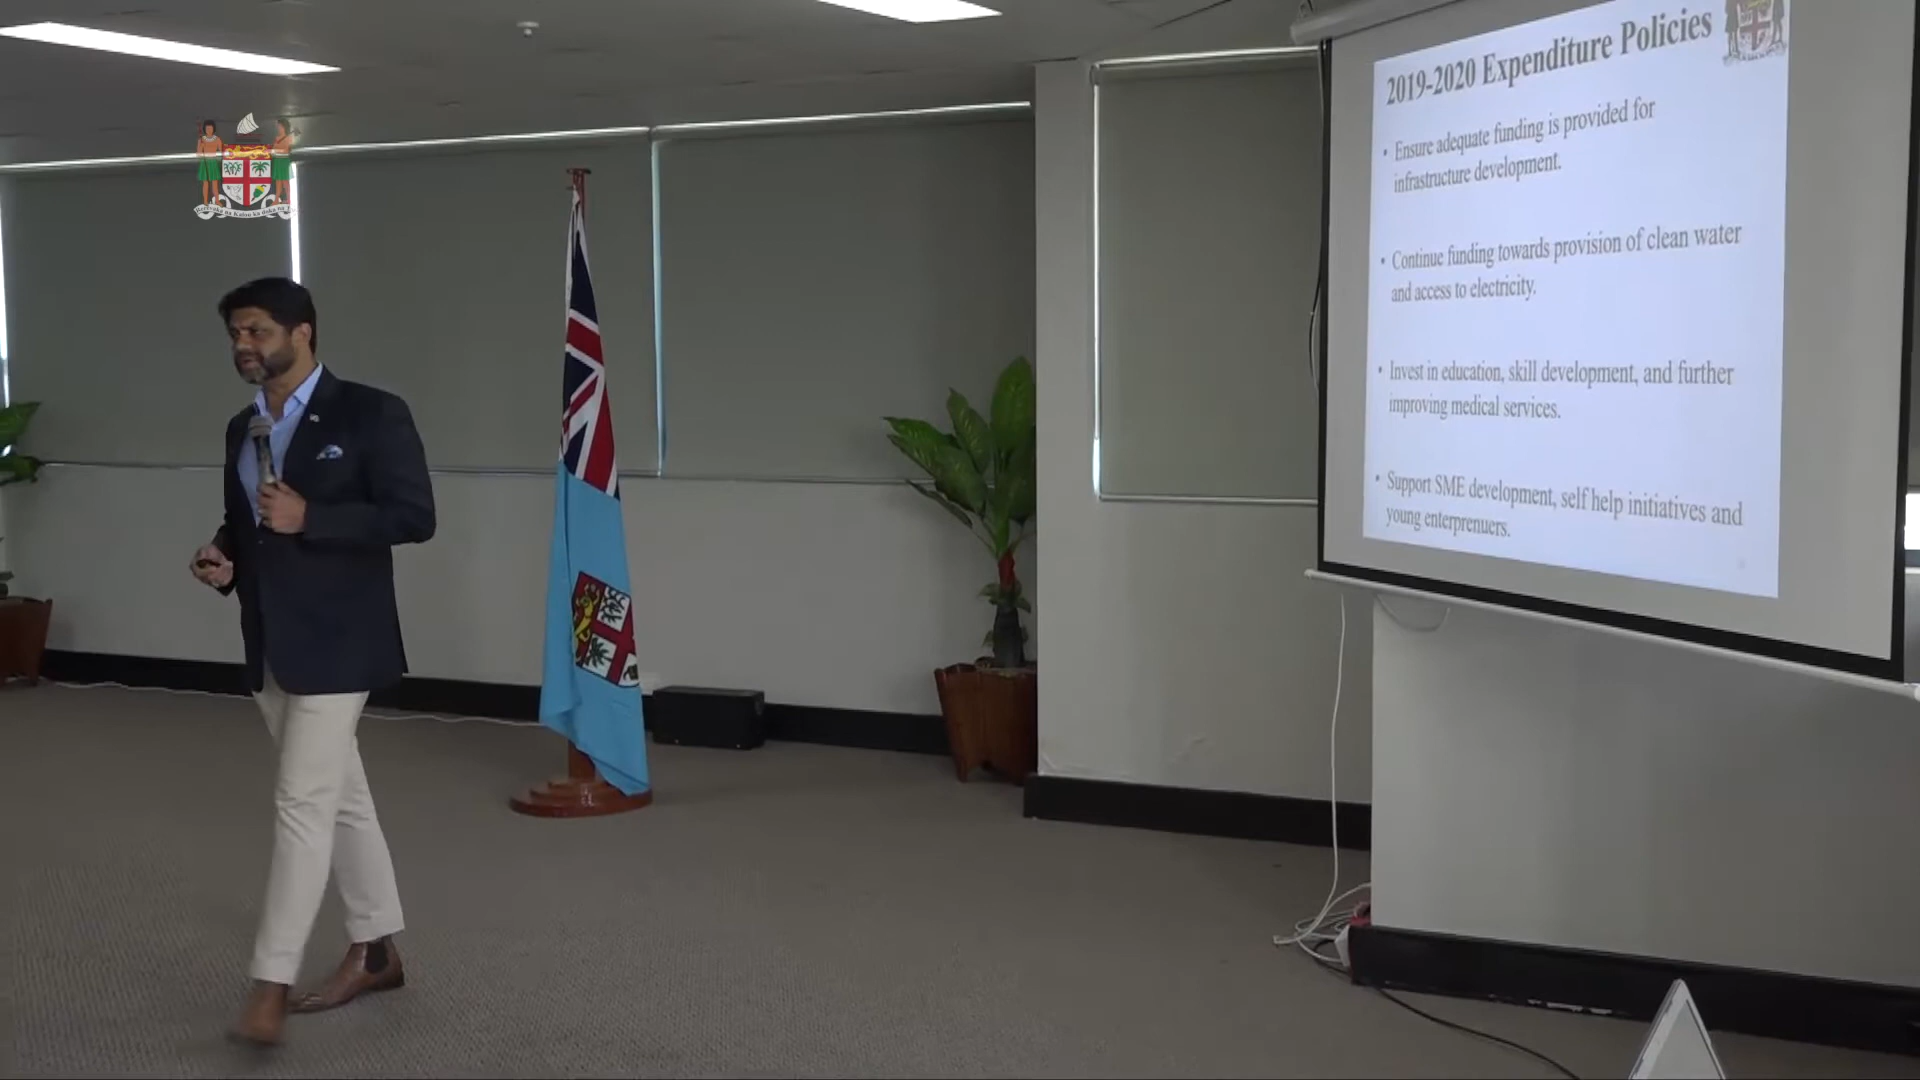 2019-2020 Expenditure Policies
• Ensure adequate funding is provided for
infrastructure development.
• Continue funding towards provision of clean water
and access to electricity.
• Invest in education, skill development, and further
improving medical services.
• Support SME development, self help initiatives and
young enterprenuers.